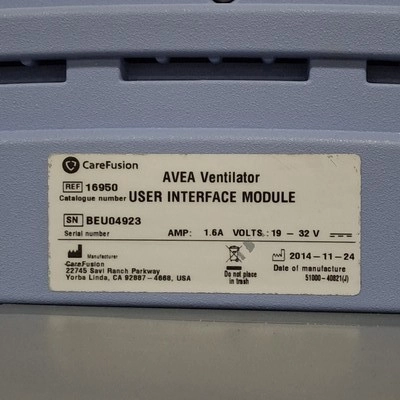 CareFusion
AVEA Ventilator
REF 16950
Catalogue number USER INTERFACE MODULE
SN BEU04923
Serial number AMP: 1.6A VOLTS: 19 - 32 V
Manufacturer
CareFusion
22745 Savi Ranch Parkway
Yorba Linda, CA 92887-4668, USA
Do not place
in trash
2014-11-24
Date of manufacture
51000-40821(J)